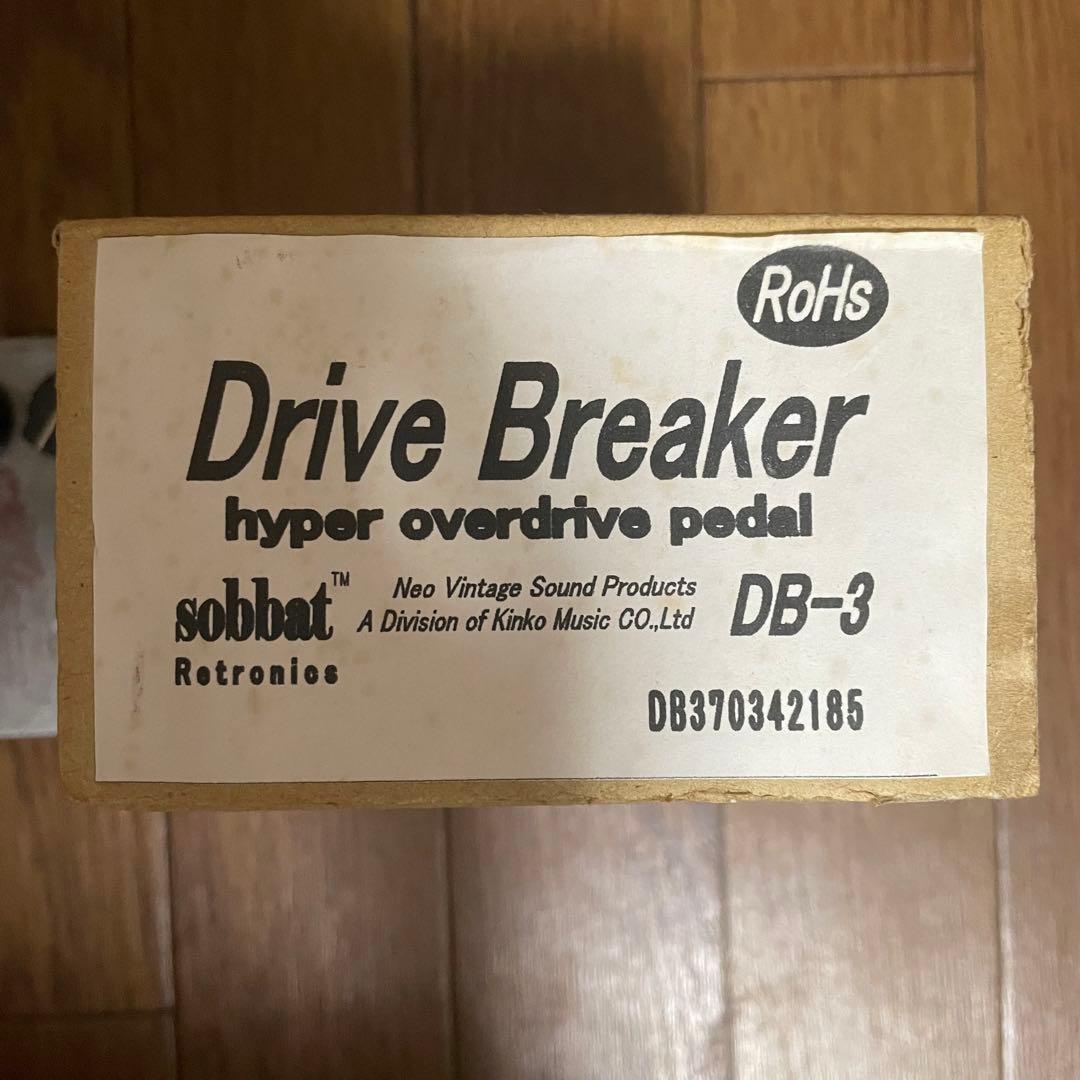 RoHs
Drive Breaker
hyper overdrive pedal
sobbat™ Neo Vintage Sound Products DB-3
A Division of Kinko Music CO.,Ltd
Retronics
DB370342185